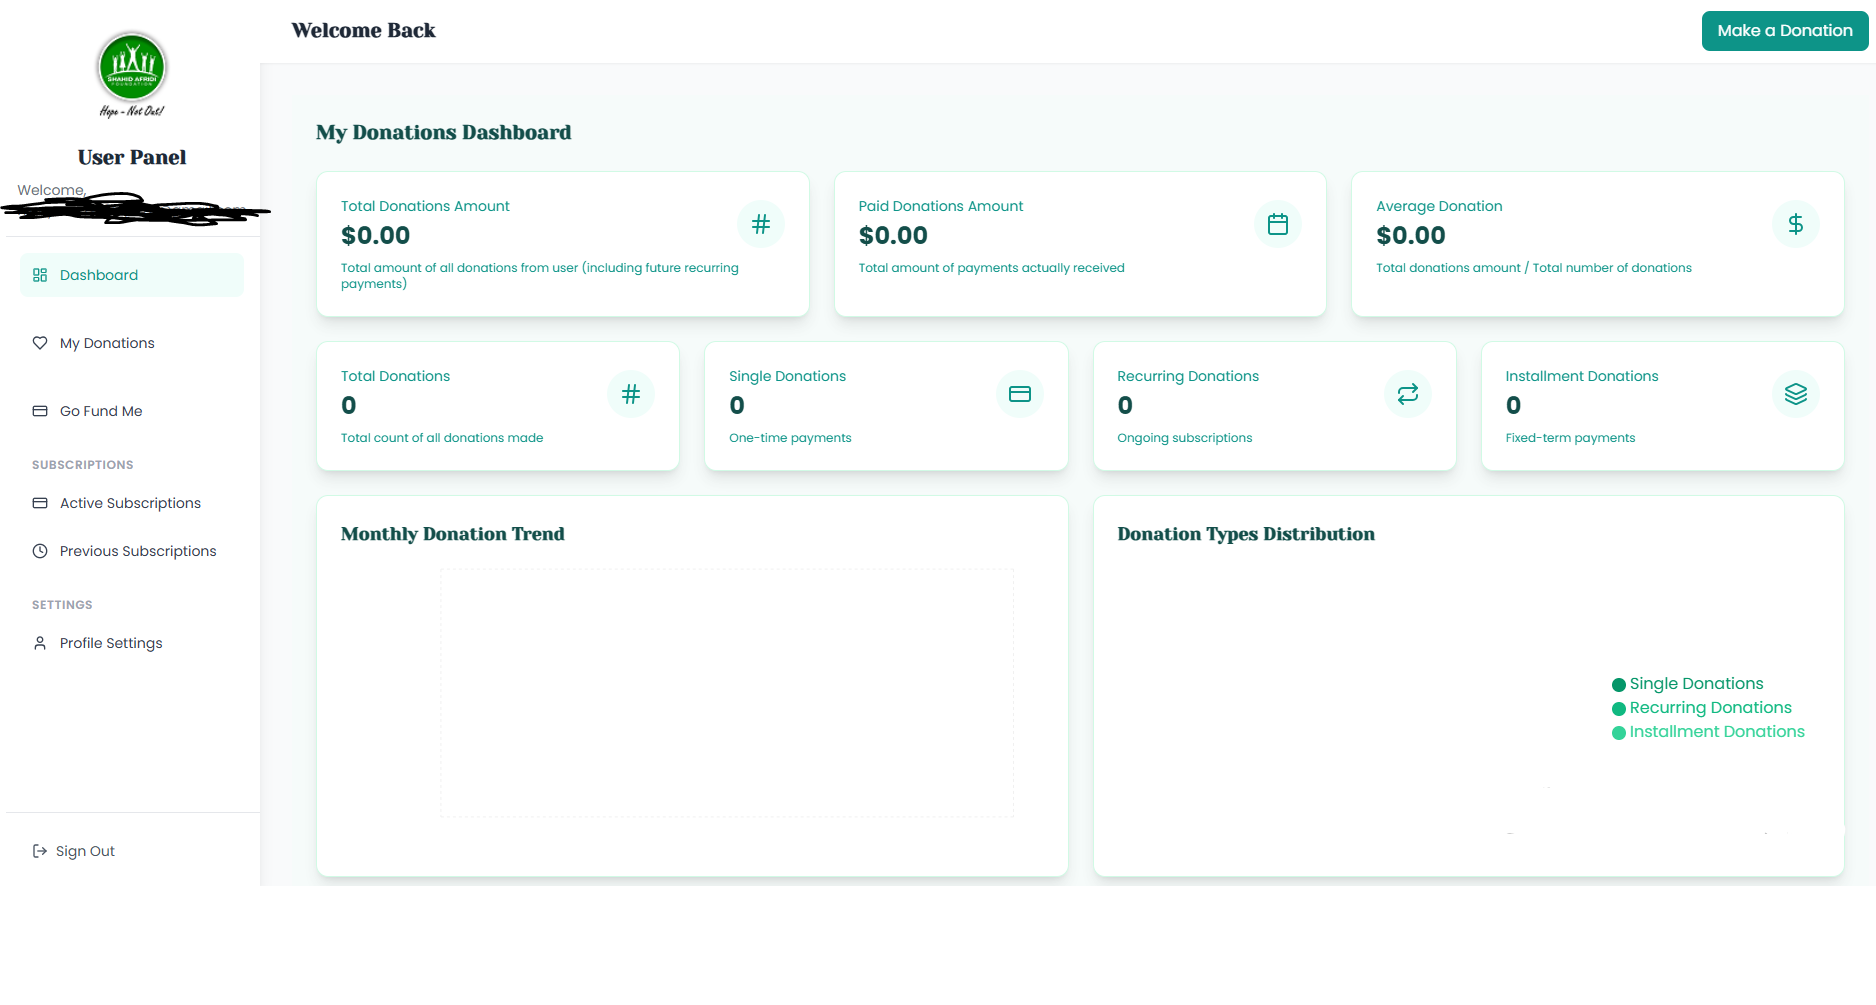 SHAHID AFRIDI
FOUNDATION
Hope - Not Out!
User Panel
Welcome,
Dashboard
My Donations
Go Fund Me
SUBSCRIPTIONS
Active Subscriptions
Previous Subscriptions
SETTINGS
Profile Settings
Sign Out
Welcome Back
Make a Donation
My Donations Dashboard
Total Donations Amount
$0.00
Total amount of all donations from user (including future recurring
payments)
Paid Donations Amount
$0.00
Total amount of payments actually received
Average Donation
$0.00
Total donations amount / Total number of donations
Total Donations
0
Total count of all donations made
Single Donations
0
One-time payments
Recurring Donations
0
Ongoing subscriptions
Installment Donations
0
Fixed-term payments
Monthly Donation Trend
Donation Types Distribution
Single Donations
Recurring Donations
Installment Donations